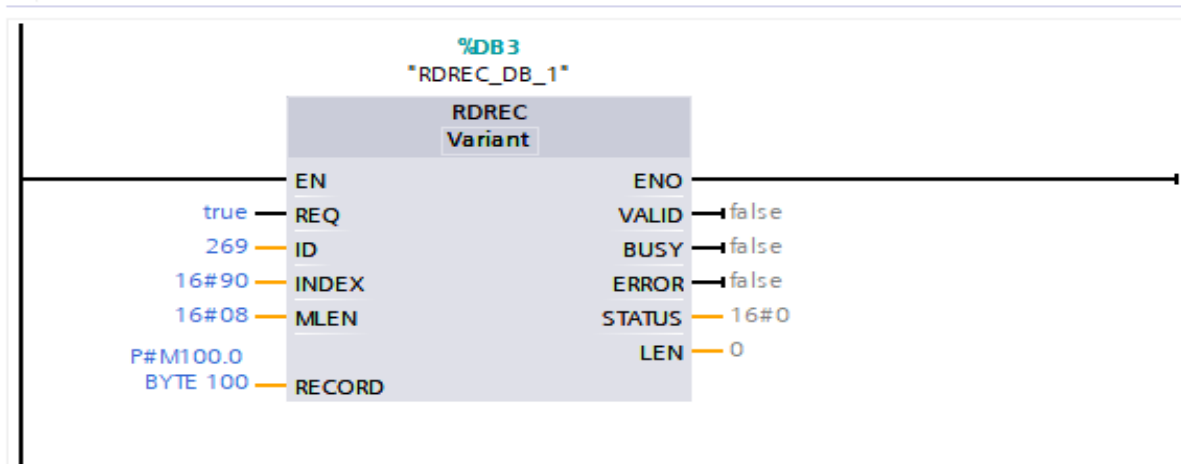 %DB3
"RDREC_DB_1"
RDREC
Variant
EN ENO
true REQ VALID false
269 ID BUSY false
16#90 INDEX ERROR false
16#08 MLEN STATUS 16#0
LEN 0
P#M100.0
BYTE 100 RECORD